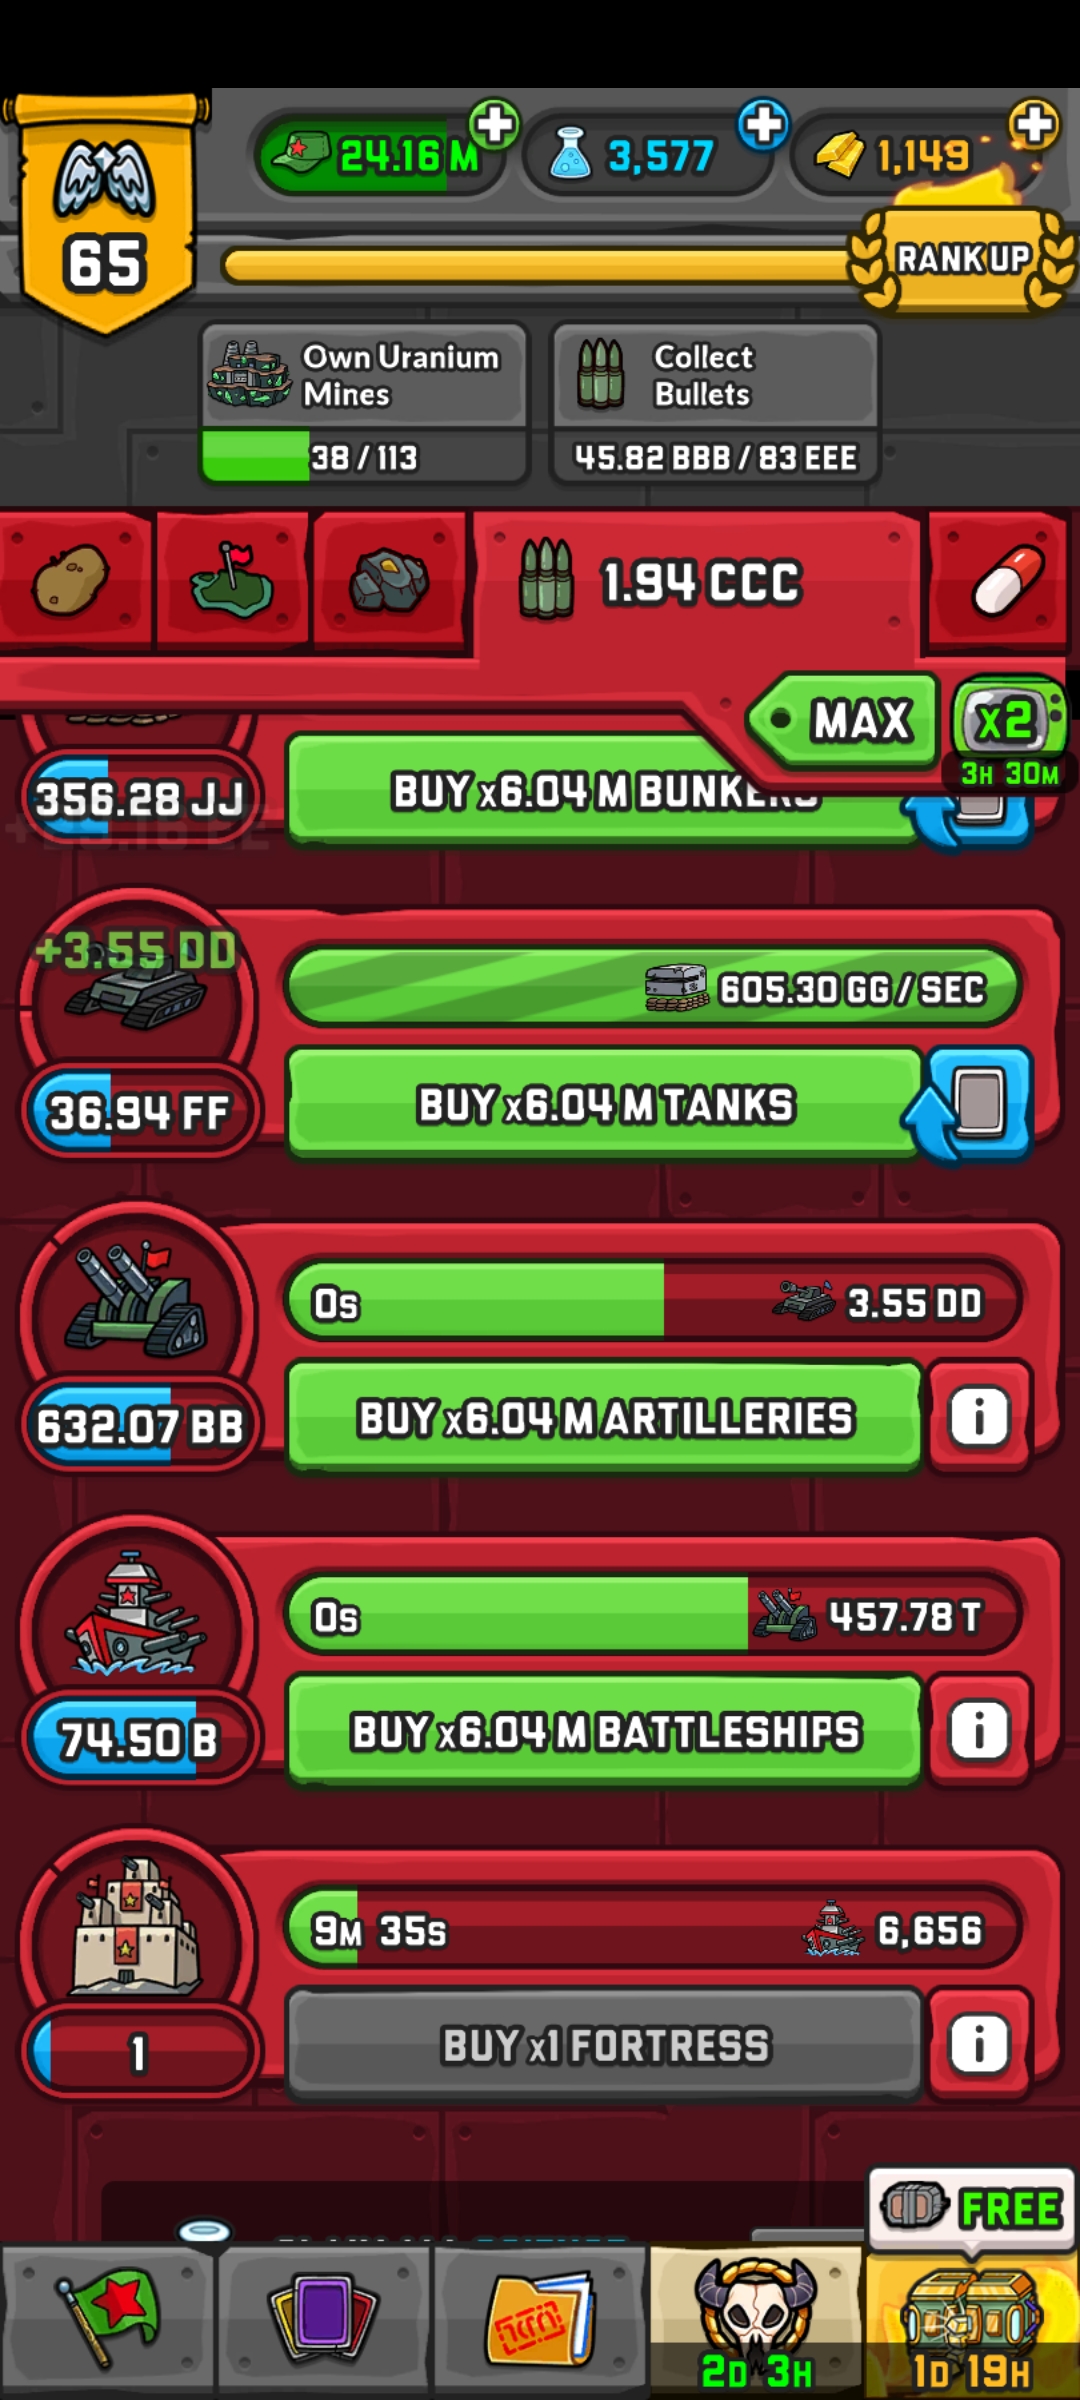 24.16 M
3,577
1,149
65
RANK UP
Own Uranium
Mines
38 / 113
Collect
Bullets
45.82 BBB / 83 EEE
1.94 CCC
MAX
x2
3H 30M
356.28 JJ
BUY x6.04 M BUNKERS
+3.55 DD
605.30 GG / SEC
36.94 FF
BUY x6.04 M TANKS
0s
3.55 DD
632.07 BB
BUY x6.04 M ARTILLERIES
0s
457.78 T
74.50 B
BUY x6.04 M BATTLESHIPS
9M 35s
6,656
1
BUY x1 FORTRESS
FREE
2D 3H
1D 19H